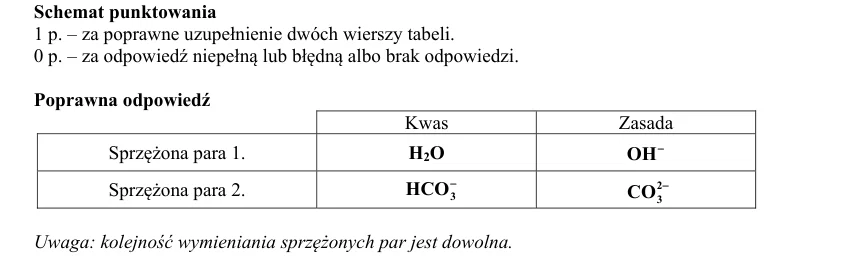 Schemat punktowania
1 p. – za poprawne uzupełnienie dwóch wierszy tabeli.
0 p. – za odpowiedź niepełną lub błędną albo brak odpowiedzi.
Poprawna odpowiedź
Kwas Zasada
Sprzężona para 1. H₂O OH⁻
Sprzężona para 2. HCO₃⁻ CO₃²⁻
Uwaga: kolejność wymieniania sprzężonych par jest dowolna.